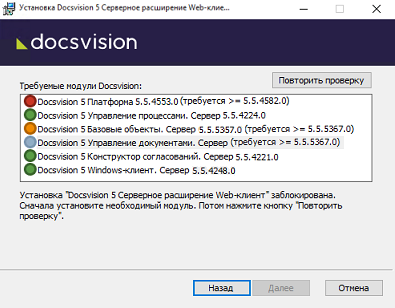 Установка Docsvision 5 Серверное расширение Web-клие...
docsvision
Повторить проверку
Требуемые модули Docsvision:
Docsvision 5 Платформа 5.5.4553.0 (требуется >= 5.5.4582.0)
Docsvision 5 Управление процессами. Сервер 5.5.4224.0
Docsvision 5 Базовые объекты. Сервер 5.5.5357.0 (требуется >= 5.5.5367.0)
Docsvision 5 Управление документами. Сервер (требуется >= 5.5.5367.0)
Docsvision 5 Конструктор согласований. Сервер 5.5.4221.0
Docsvision 5 Windows-клиент. Сервер 5.5.4248.0
Установка "Docsvision 5 Серверное расширение Web-клиент" заблокирована.
Сначала установите необходимый модуль. Потом нажмите кнопку "Повторить
проверку".
Назад
Далее
Отмена